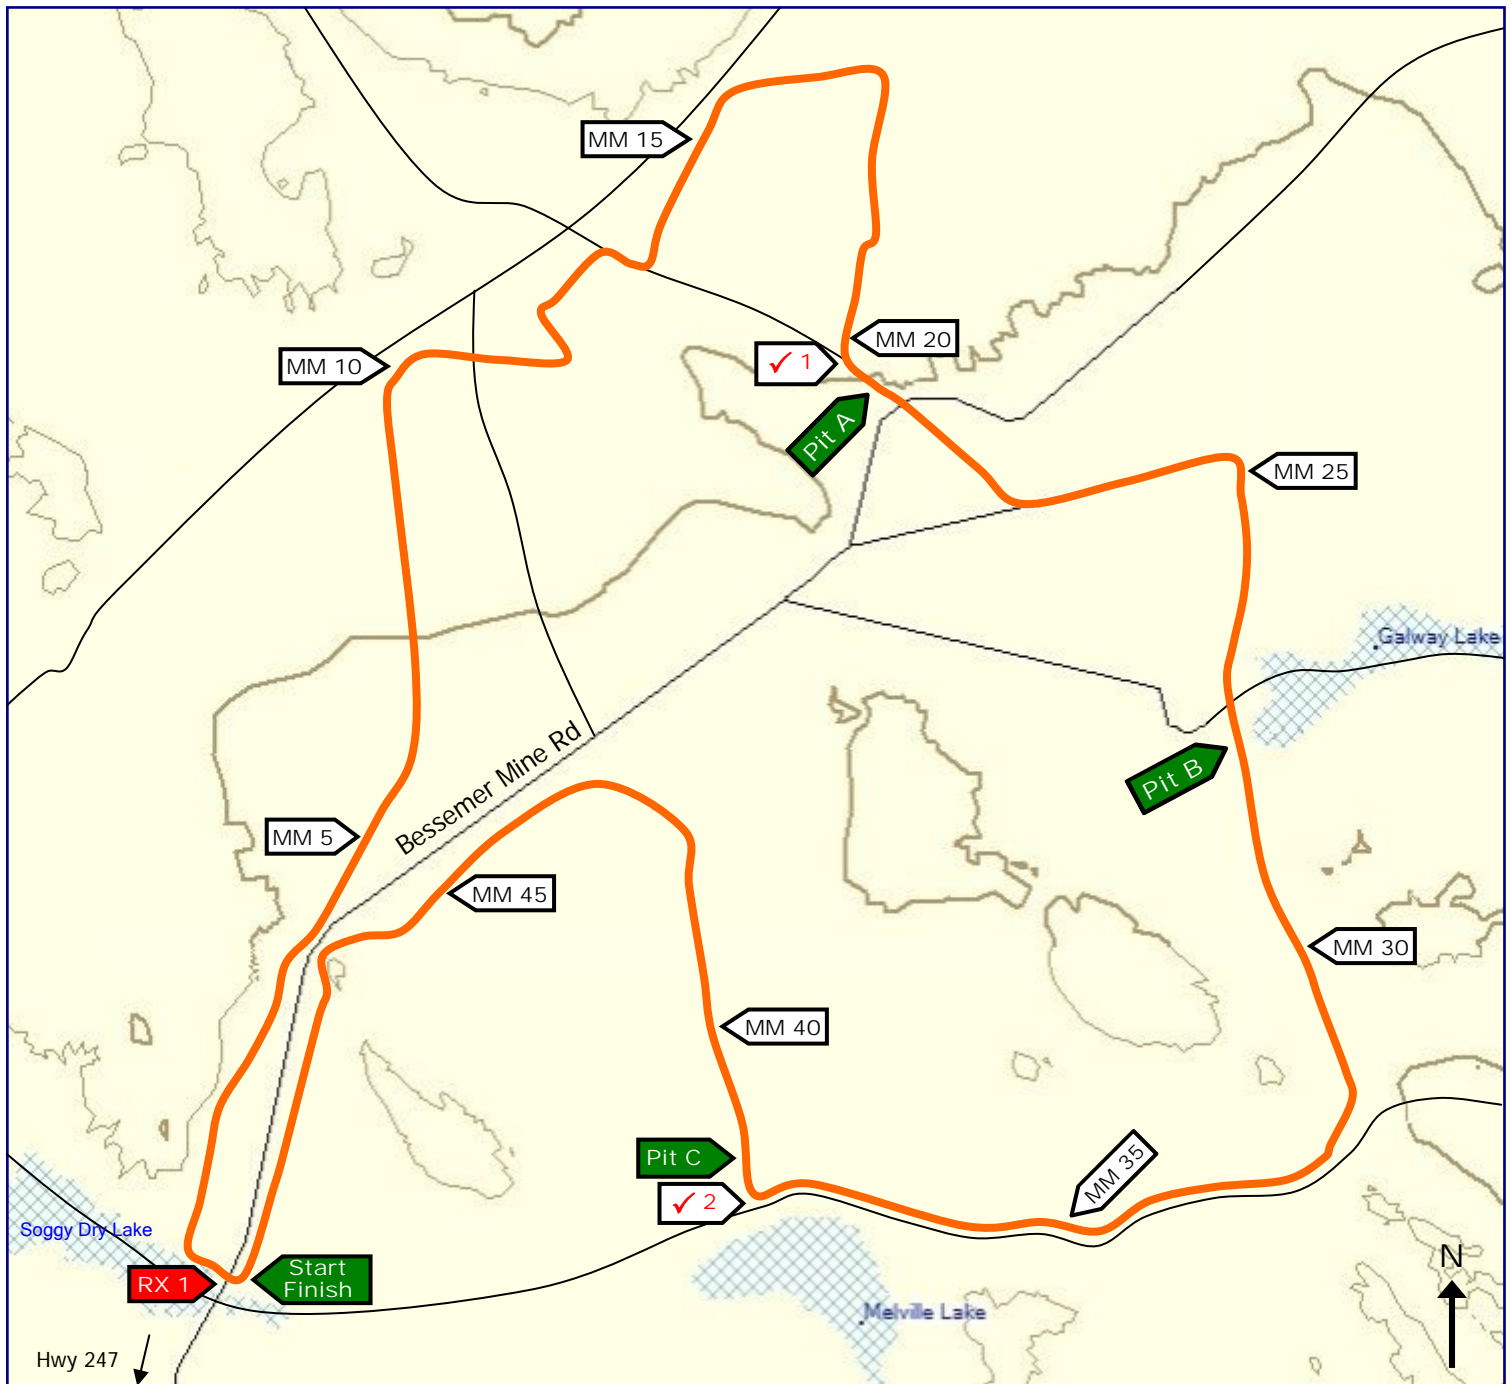 MM 15
MM 20
✓ 1
MM 10
Pit A
MM 25
Galway Lake
Bessemer Mine Rd
Pit B
MM 5
MM 45
MM 30
MM 40
Pit C
MM 35
✓ 2
Soggy Dry Lake
N
Start
Finish
RX 1
Melville Lake
Hwy 247